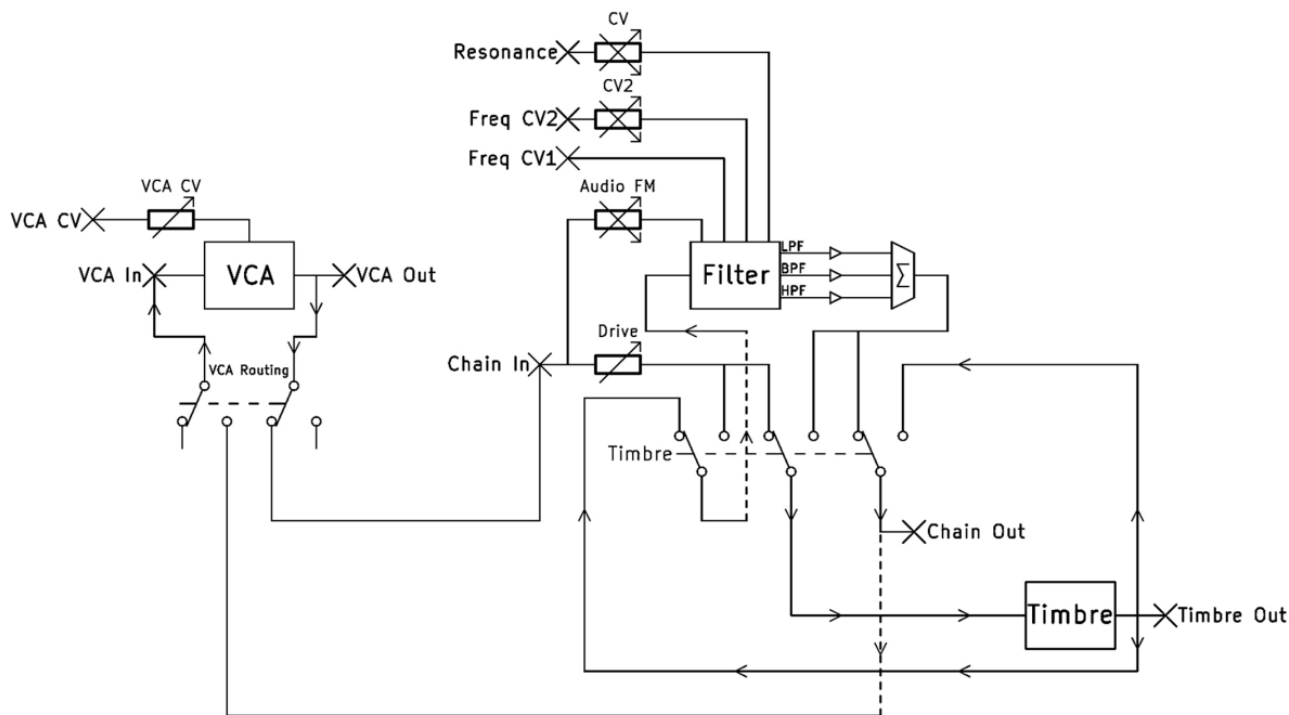 CV
Resonance
CV2
Freq CV2
Freq CV1
VCA CV
Audio FM
VCA CV
LPF
VCA In
VCA
VCA Out
Filter
BPF
Σ
HPF
Drive
Chain In
VCA Routing
Timbre
Chain Out
Timbre
Timbre Out